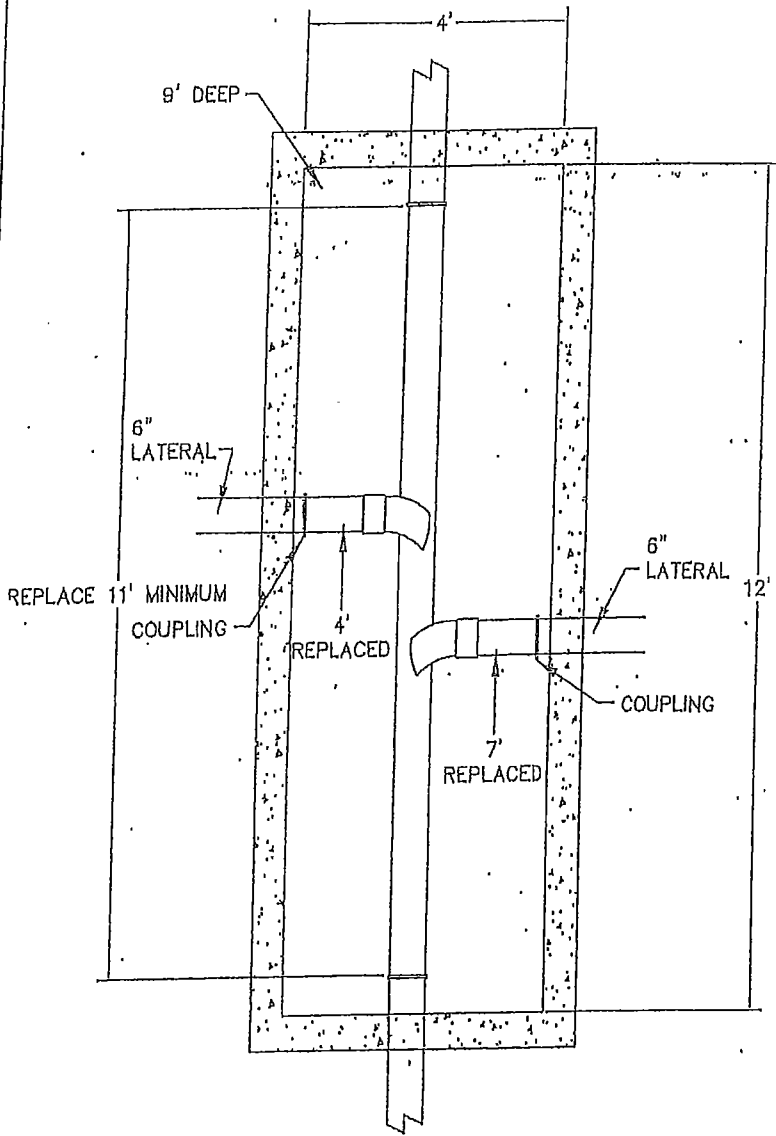 4'
9' DEEP
6"
LATERAL
REPLACE 11' MINIMUM
COUPLING
4'
REPLACED
6"
LATERAL
12'
COUPLING
7'
REPLACED